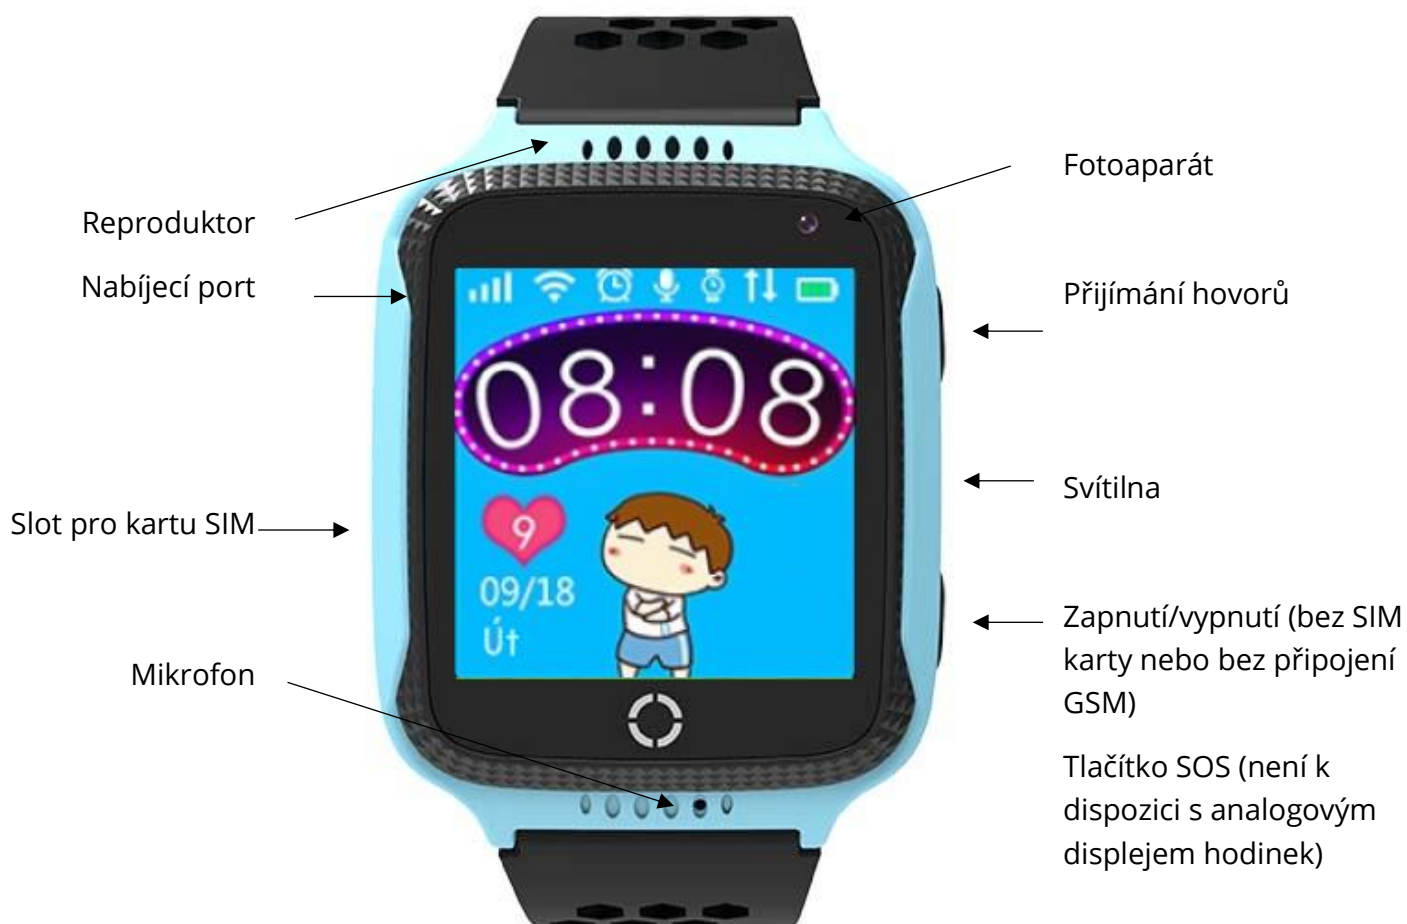 Reproduktor
Nabíjecí port
Slot pro kartu SIM
Mikrofon
08:08
9
09/18
Út
Fotoaparát
Přijímání hovorů
Svítilna
Zapnutí/vypnutí (bez SIM
karty nebo bez připojení
GSM)
Tlačítko SOS (není k
dispozici s analogovým
displejem hodinek)